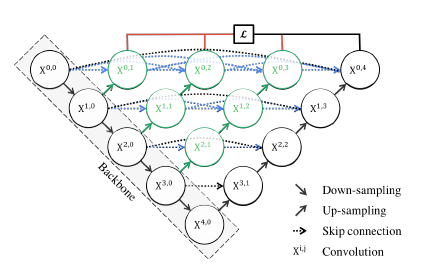 ℒ
X⁰,⁰ X⁰,¹ X⁰,² X⁰,³ X⁰,⁴
X¹,⁰ X¹,¹ X¹,² X¹,³
X²,⁰ X²,¹ X²,²
X³,⁰ X³,¹
X⁴,⁰
Backbone
Down-sampling
Up-sampling
Skip connection
Xⁱ,ʲ Convolution